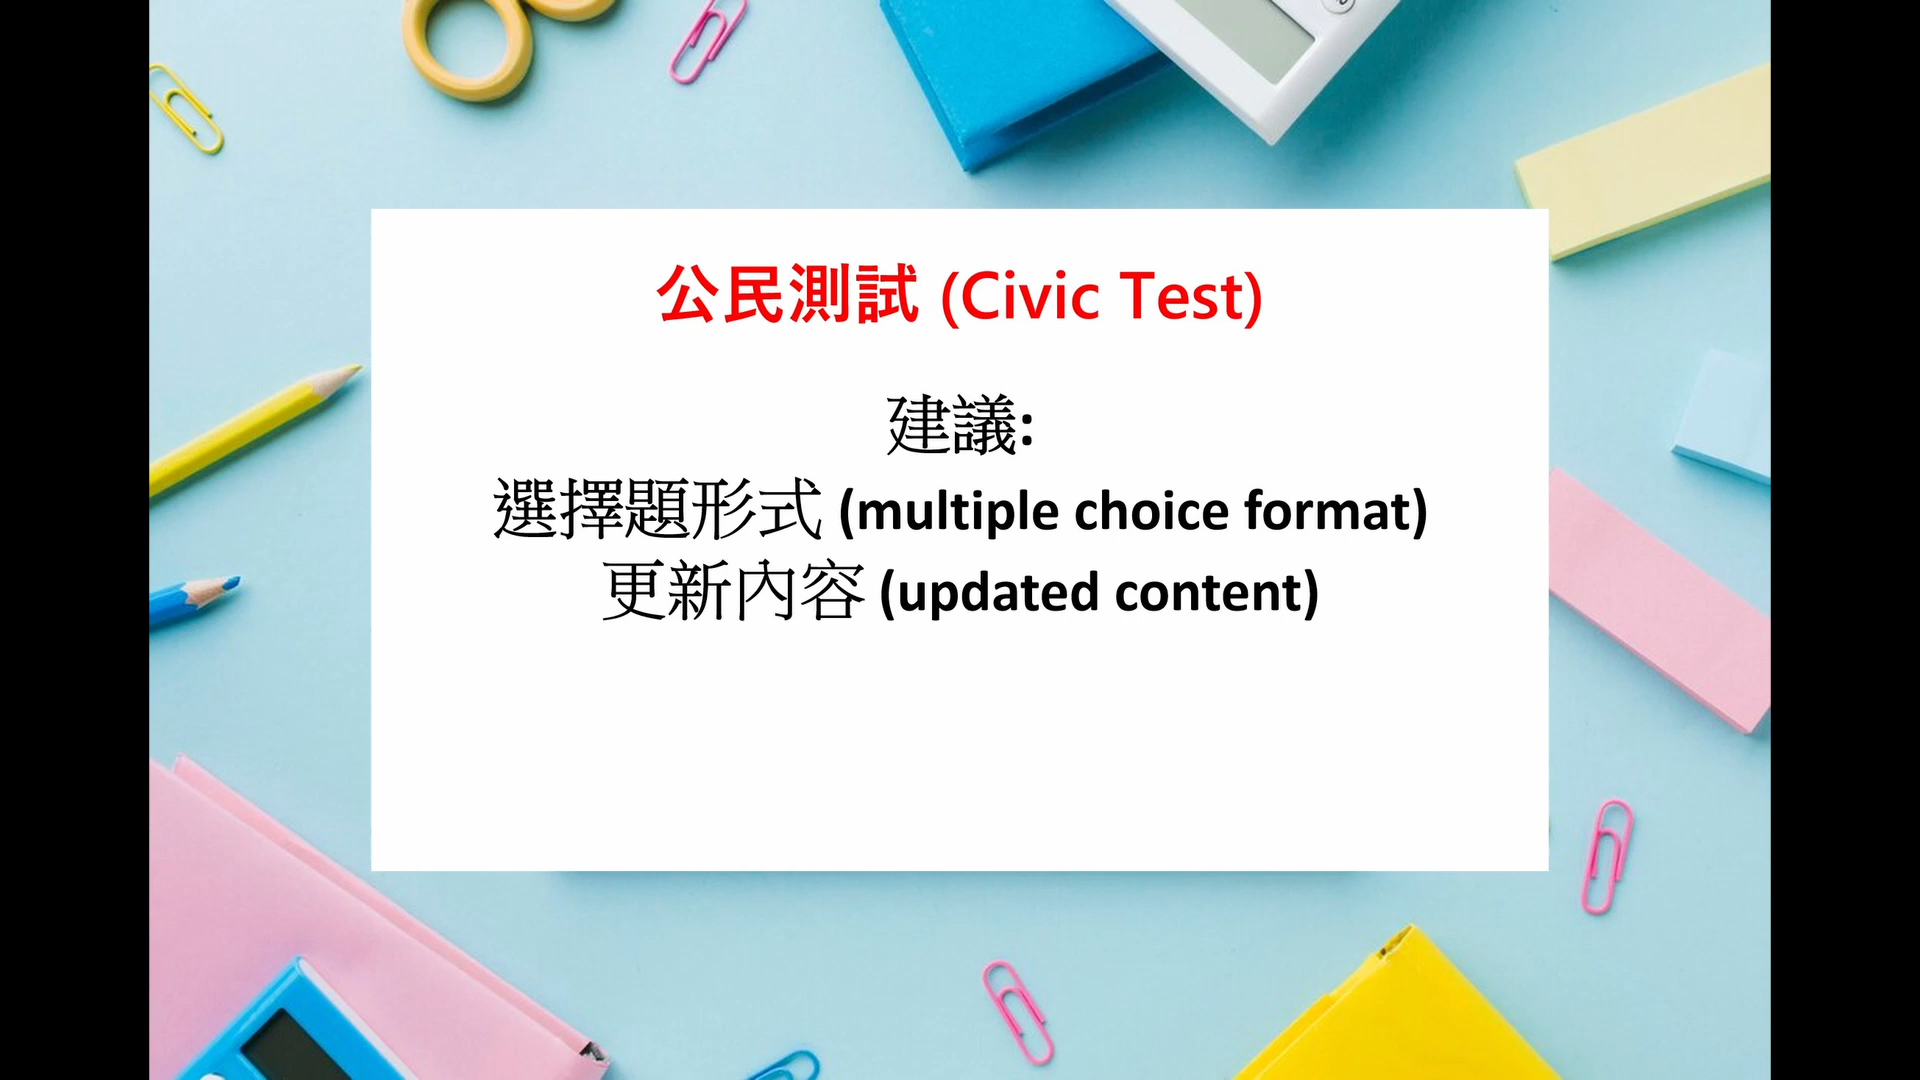 公民測試 (Civic Test)
建議:
選擇題形式 (multiple choice format)
更新內容 (updated content)